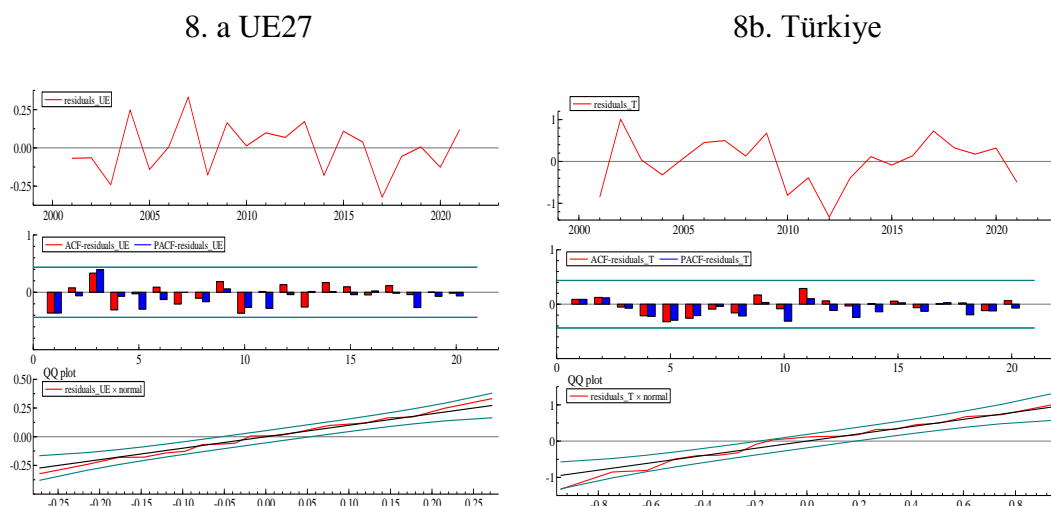 8. a UE27
8b. Türkiye
residuals_UE
0.25
0.00
-0.25
2000 2005 2010 2015 2020
residuals_T
1
0
-1
2000 2005 2010 2015 2020
1
ACF-residuals_UE PACF-residuals_UE
0
0 5 10 15 20
1
ACF-residuals_T PACF-residuals_T
0
0 5 10 15 20
QQ plot
0.50
residuals_UE × normal
0.25
0.00
-0.25
-0.25 -0.20 -0.15 -0.10 -0.05 0.00 0.05 0.10 0.15 0.20 0.25
QQ plot
1
residuals_T × normal
0
-1
-0.8 -0.6 -0.4 -0.2 0.0 0.2 0.4 0.6 0.8